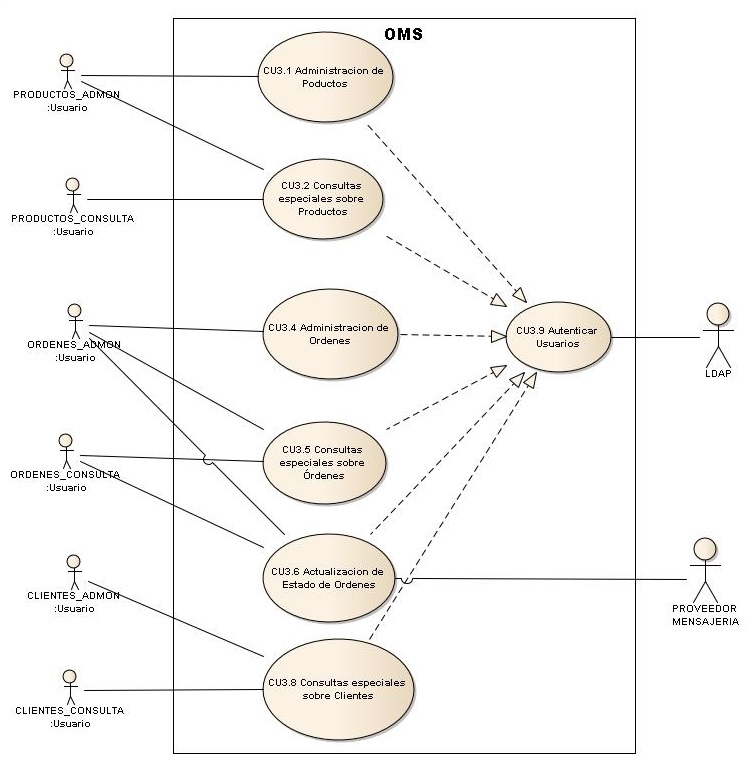 OMS
PRODUCTOS_ADMON
:Usuario
CU3.1 Administracion de
Poductos
PRODUCTOS_CONSULTA
:Usuario
CU3.2 Consultas
especiales sobre
Productos
ORDENES_ADMON
:Usuario
CU3.4 Administracion de
Ordenes
CU3.9 Autenticar
Usuarios
LDAP
ORDENES_CONSULTA
:Usuario
CU3.5 Consultas
especiales sobre
Órdenes
CLIENTES_ADMON
:Usuario
CU3.6 Actualizacion de
Estado de Ordenes
PROVEEDOR
MENSAJERIA
CLIENTES_CONSULTA
:Usuario
CU3.8 Consultas especiales
sobre Clientes